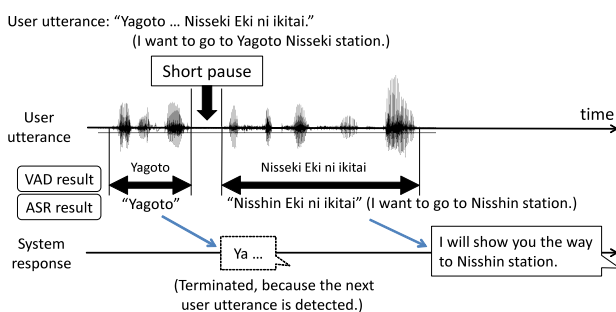 User utterance: “Yagoto … Nisseki Eki ni ikitai.”
(I want to go to Yagoto Nisseki station.)
Short pause
time
User
utterance
Yagoto
Nisseki Eki ni ikitai
VAD result
ASR result
“Yagoto”
“Nisshin Eki ni ikitai” (I want to go to Nisshin station.)
System
response
Ya …
I will show you the way
to Nisshin station.
(Terminated, because the next
user utterance is detected.)